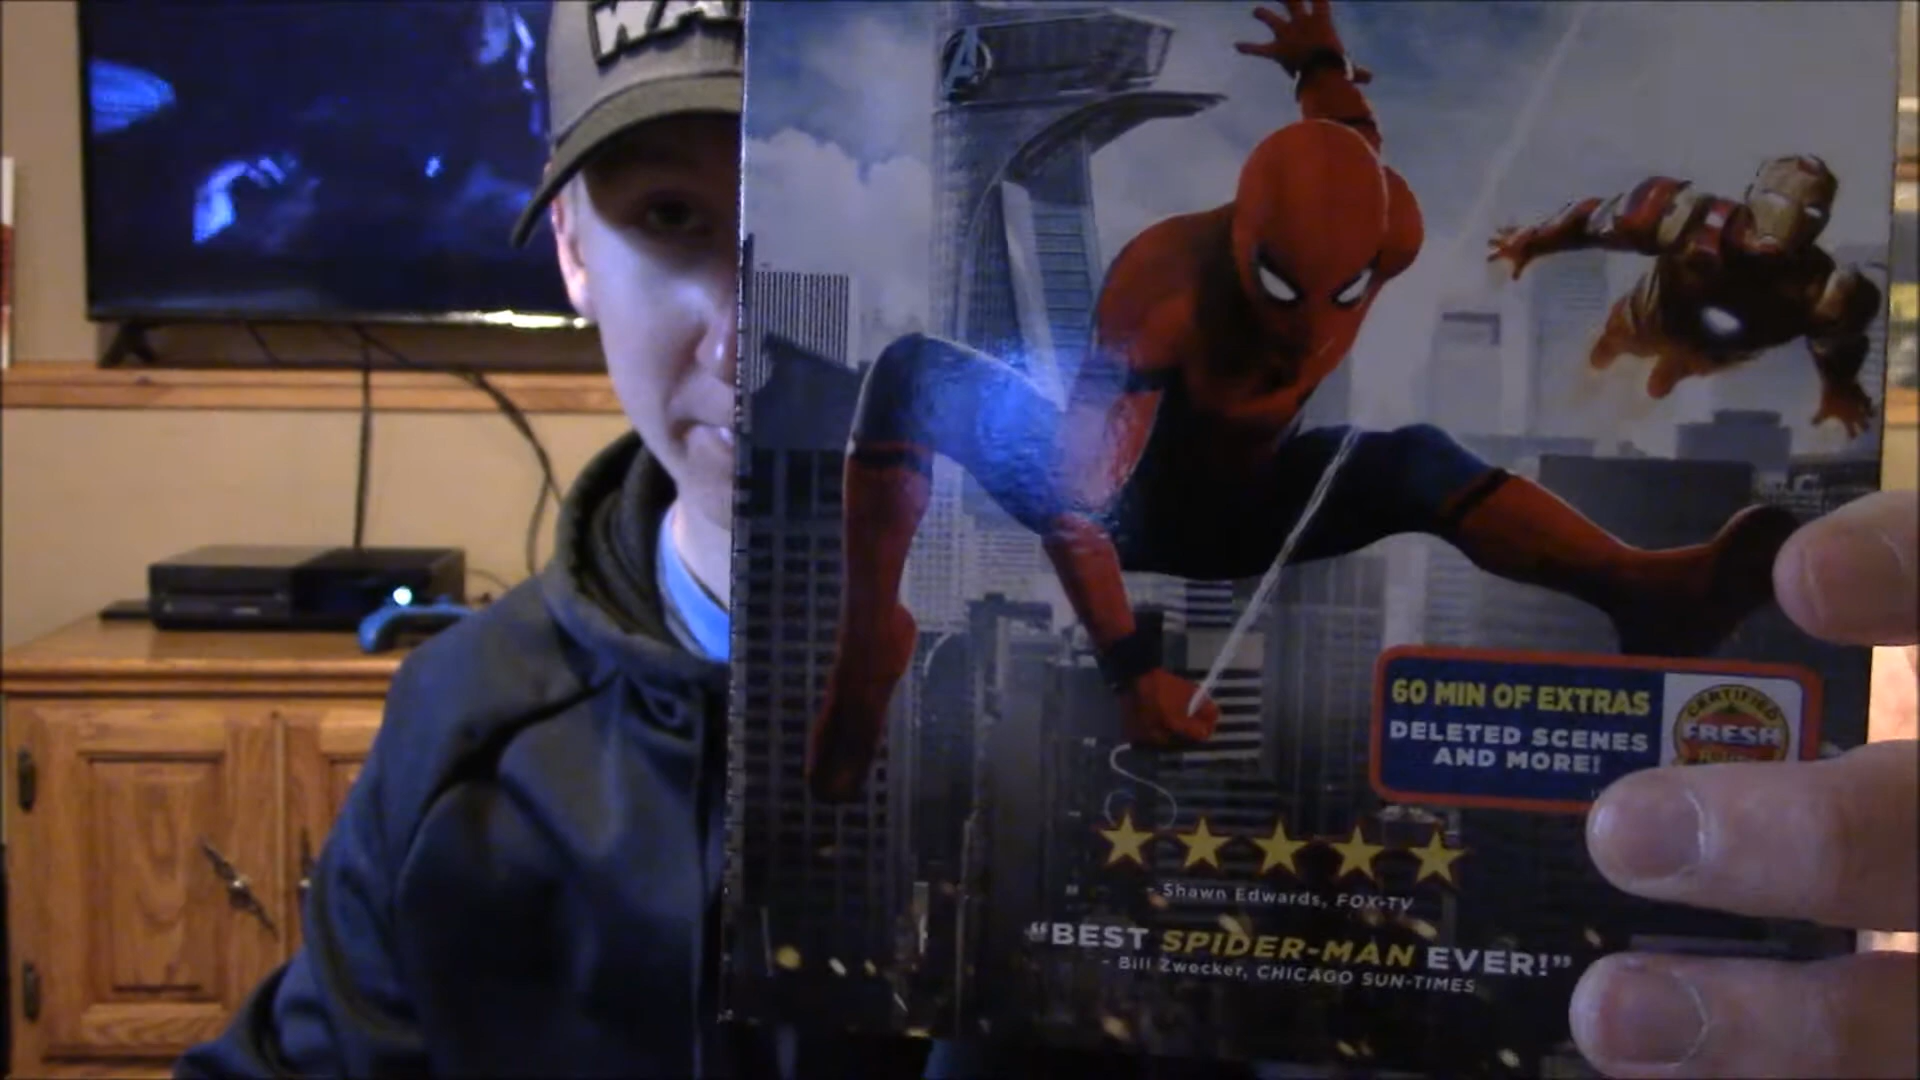 60 MIN OF EXTRAS
DELETED SCENES
AND MORE!
CERTIFIED
FRESH
- Shawn Edwards, FOX-TV
“BEST SPIDER-MAN EVER!”
- Bill Zwecker, CHICAGO SUN-TIMES